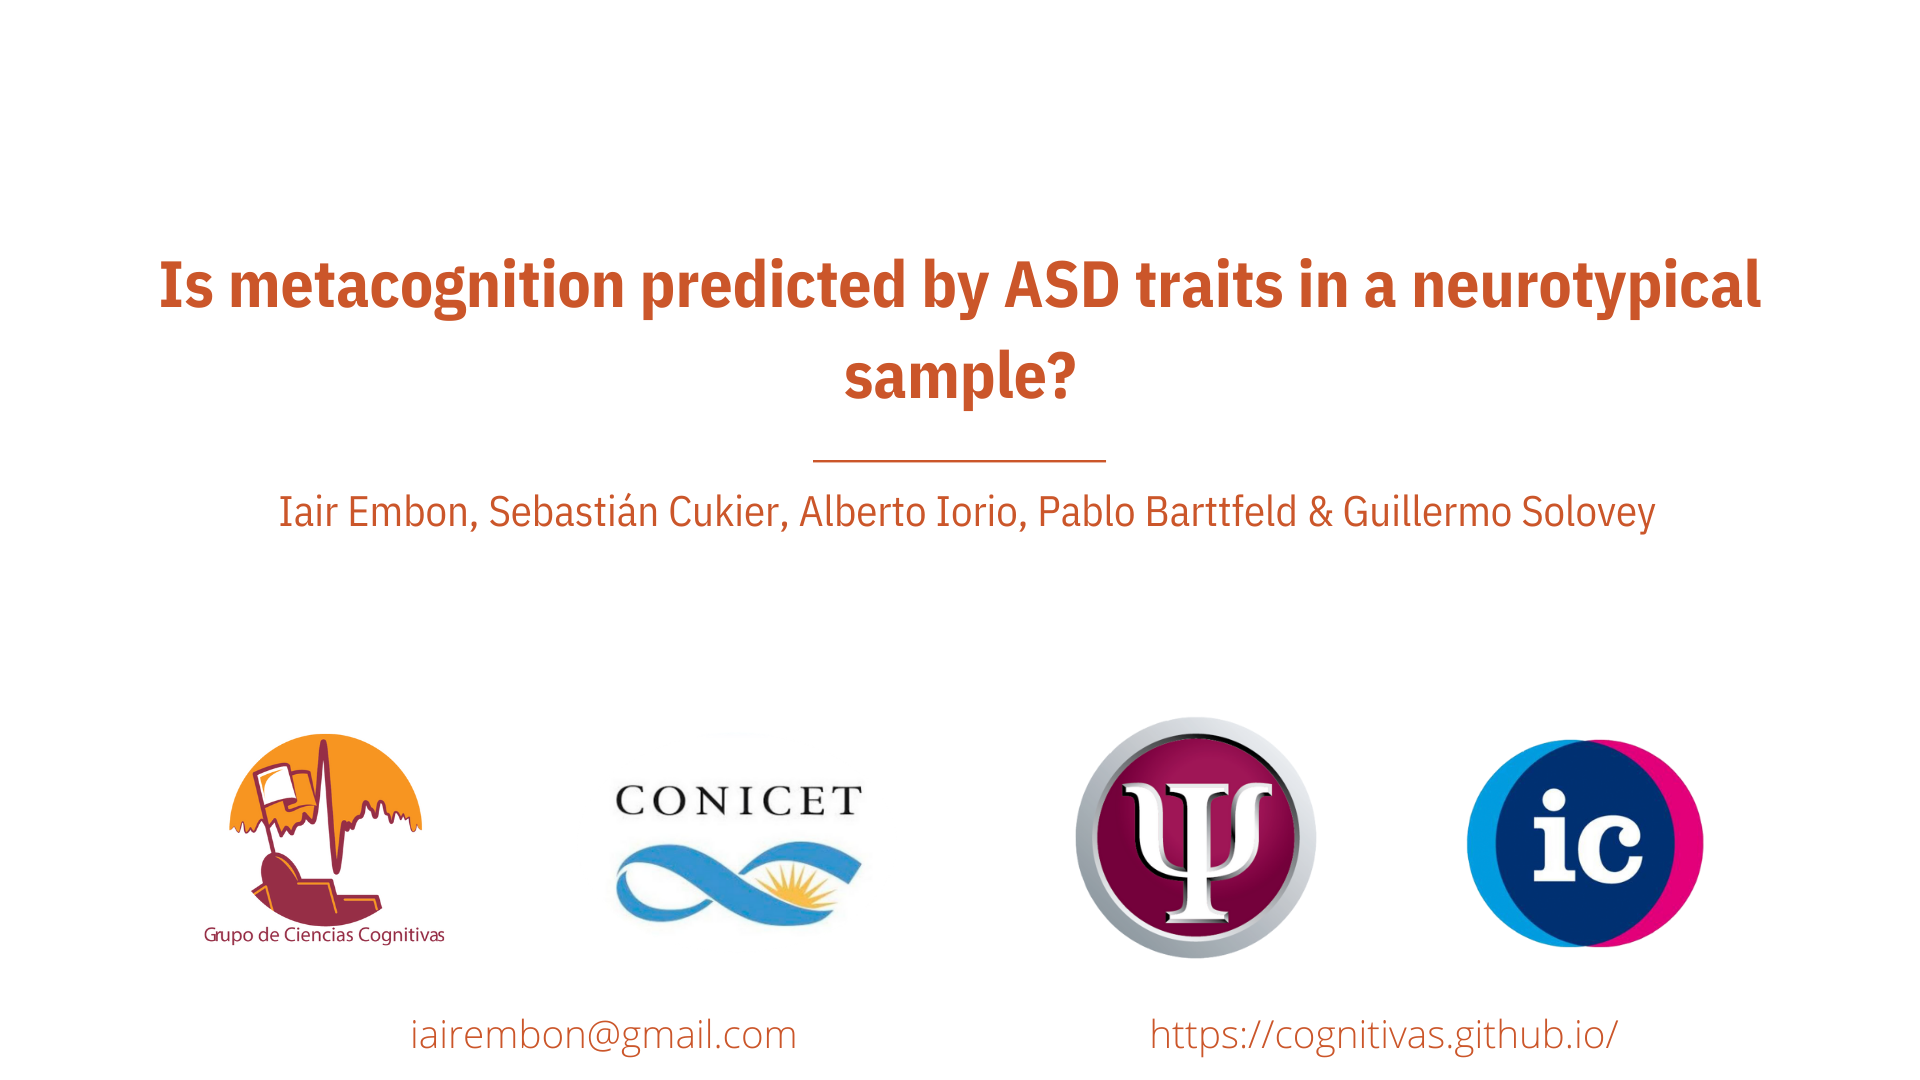 Is metacognition predicted by ASD traits in a neurotypical
sample?
Iair Embon, Sebastián Cukier, Alberto Iorio, Pablo Barttfeld & Guillermo Solovey
Grupo de Ciencias Cognitivas
CONICET
Ψ
ic
iairembon@gmail.com
https://cognitivas.github.io/